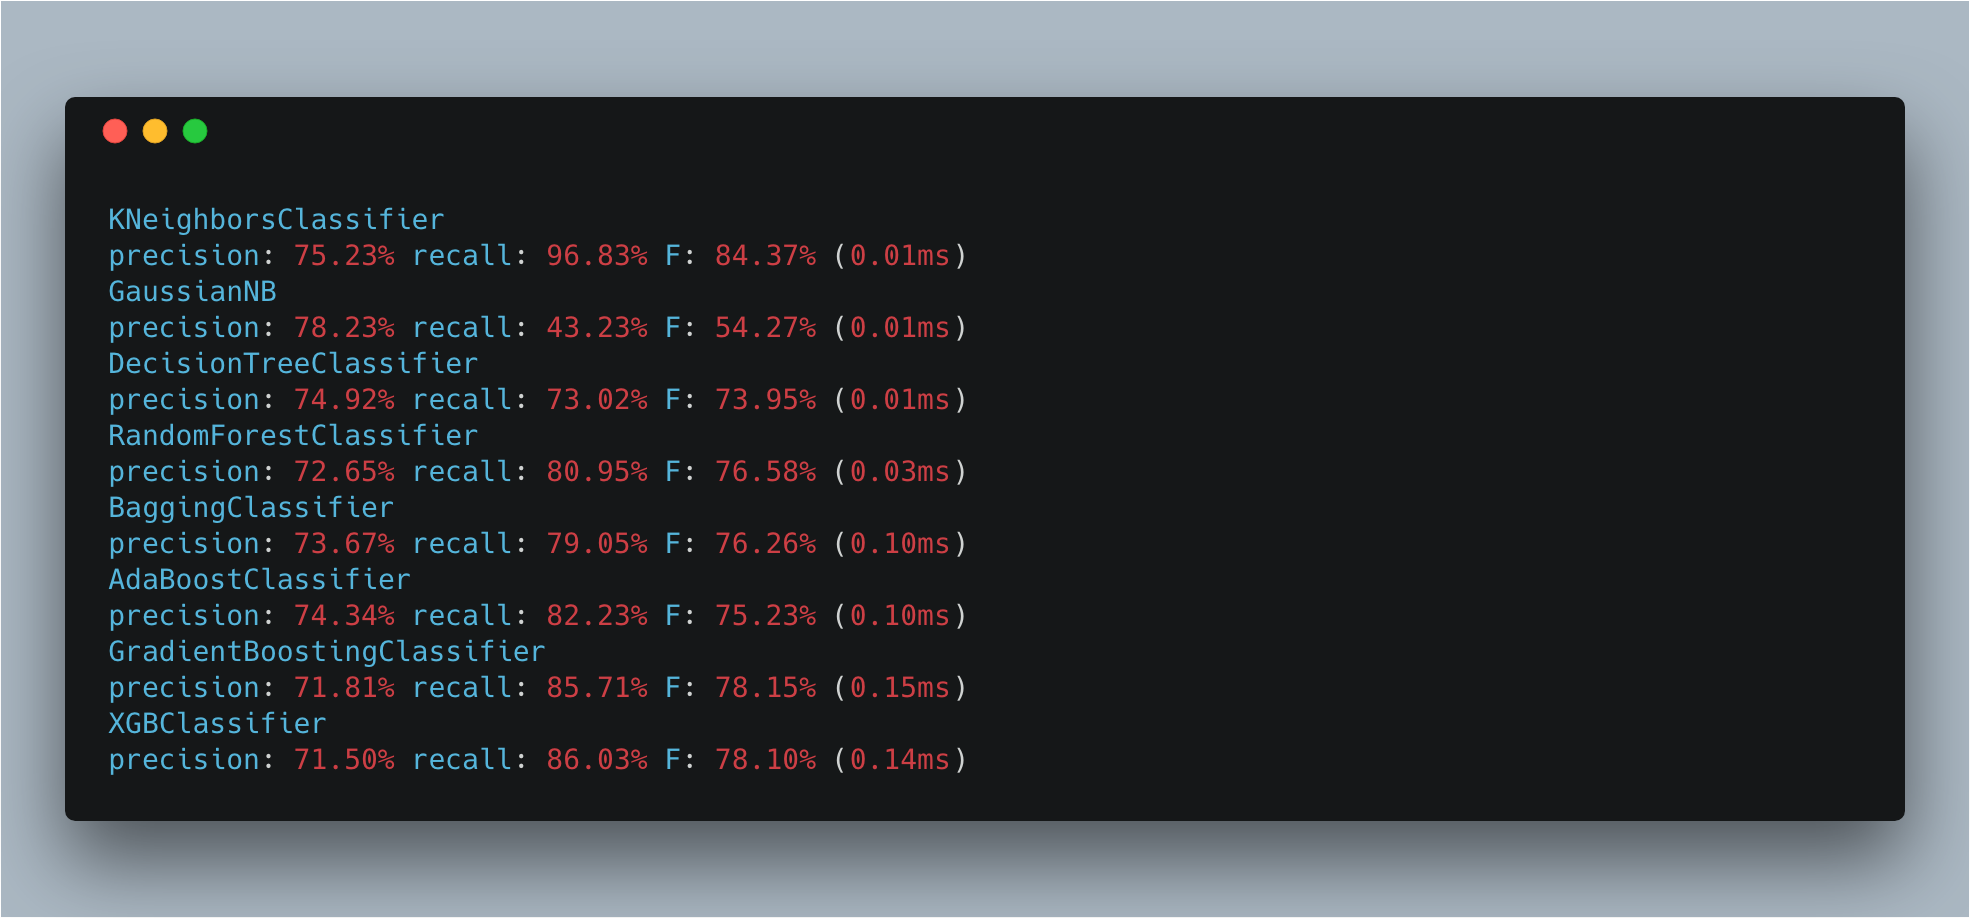 KNeighborsClassifier
precision: 75.23% recall: 96.83% F: 84.37% (0.01ms)
GaussianNB
precision: 78.23% recall: 43.23% F: 54.27% (0.01ms)
DecisionTreeClassifier
precision: 74.92% recall: 73.02% F: 73.95% (0.01ms)
RandomForestClassifier
precision: 72.65% recall: 80.95% F: 76.58% (0.03ms)
BaggingClassifier
precision: 73.67% recall: 79.05% F: 76.26% (0.10ms)
AdaBoostClassifier
precision: 74.34% recall: 82.23% F: 75.23% (0.10ms)
GradientBoostingClassifier
precision: 71.81% recall: 85.71% F: 78.15% (0.15ms)
XGBClassifier
precision: 71.50% recall: 86.03% F: 78.10% (0.14ms)